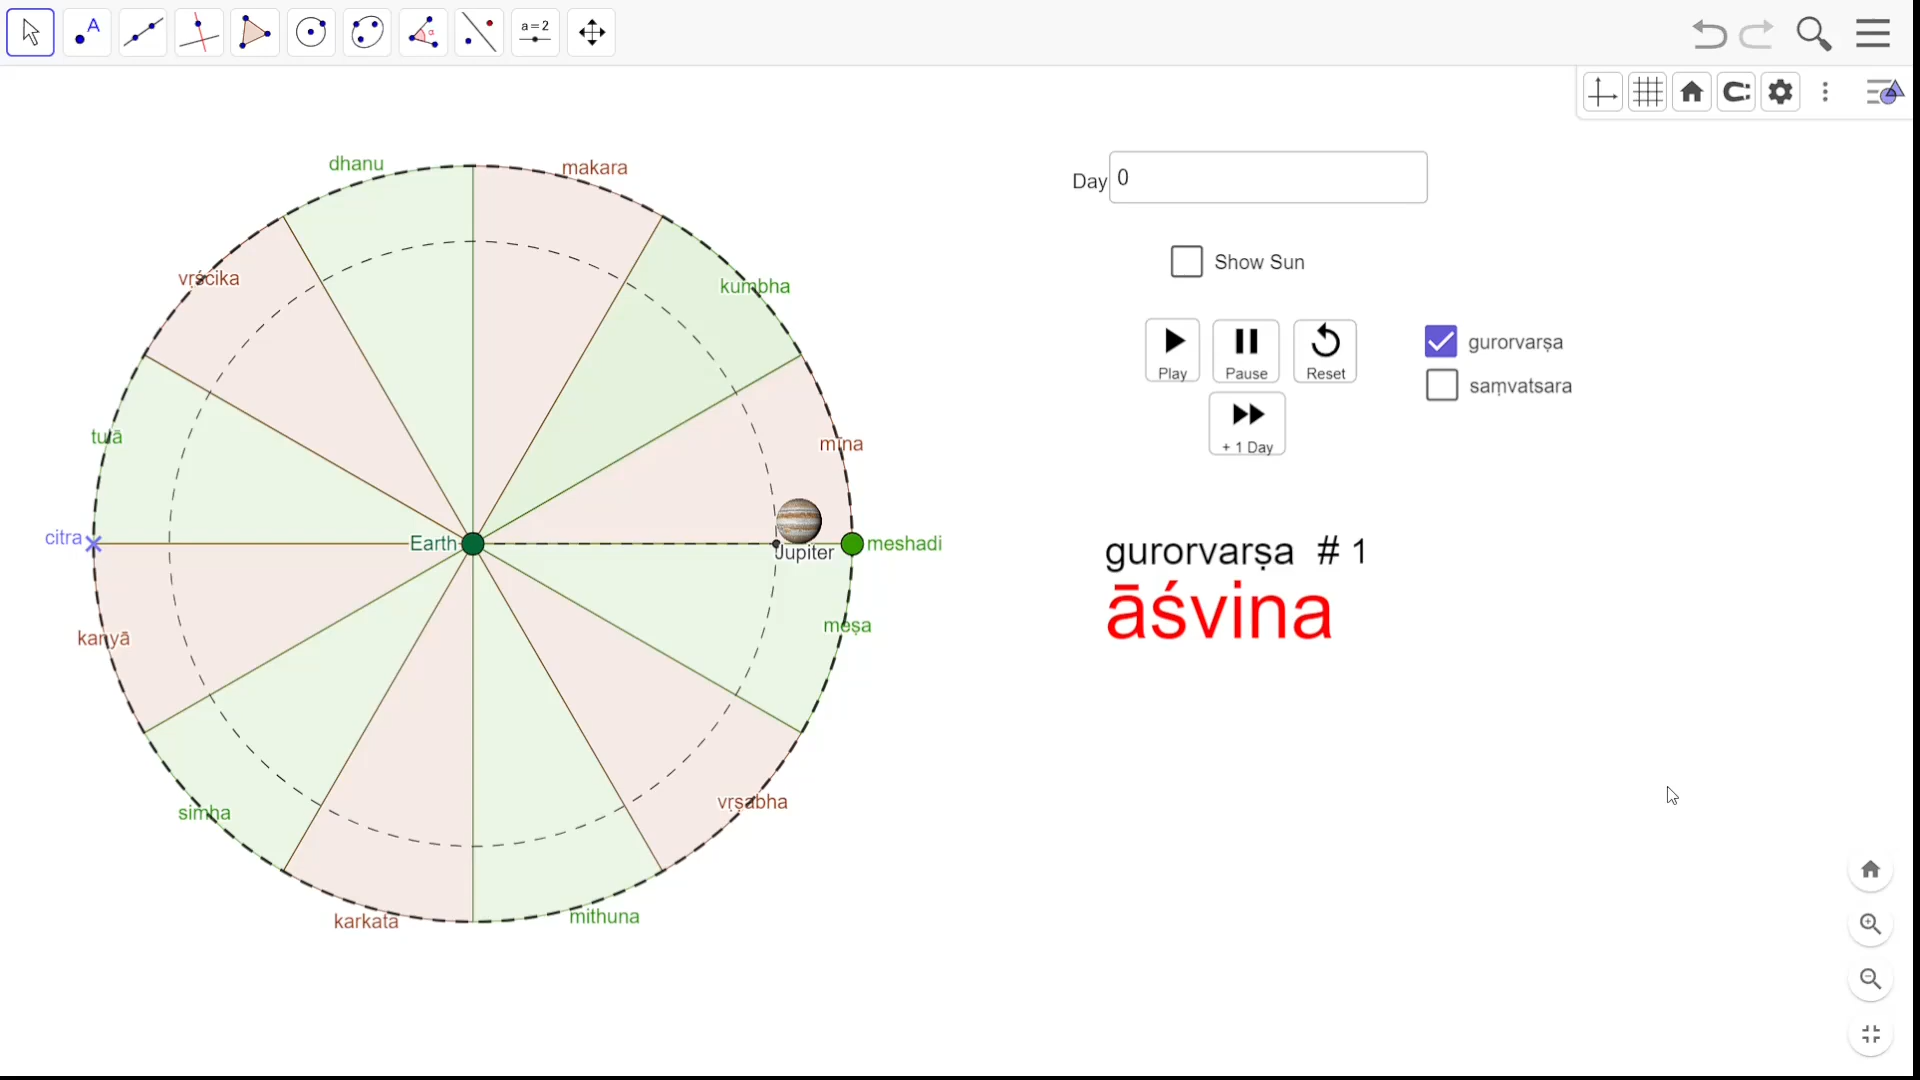 A
a=2
dhanu
makara
Day 0
vṛścika
kumbha
Show Sun
Play
Pause
Reset
gurorvarṣa
saṃvatsara
+ 1 Day
tulā
mīna
citra
Earth
Jupiter
meshadi
gurorvarṣa # 1
āśvina
kanyā
meṣa
siṃha
vṛṣabha
karkaṭa
mithuna